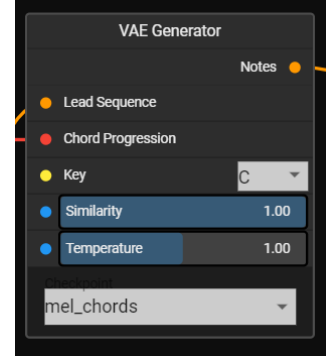 VAE Generator
Notes
Lead Sequence
Chord Progression
Key C
Similarity 1.00
Temperature 1.00
Checkpoint
mel_chords